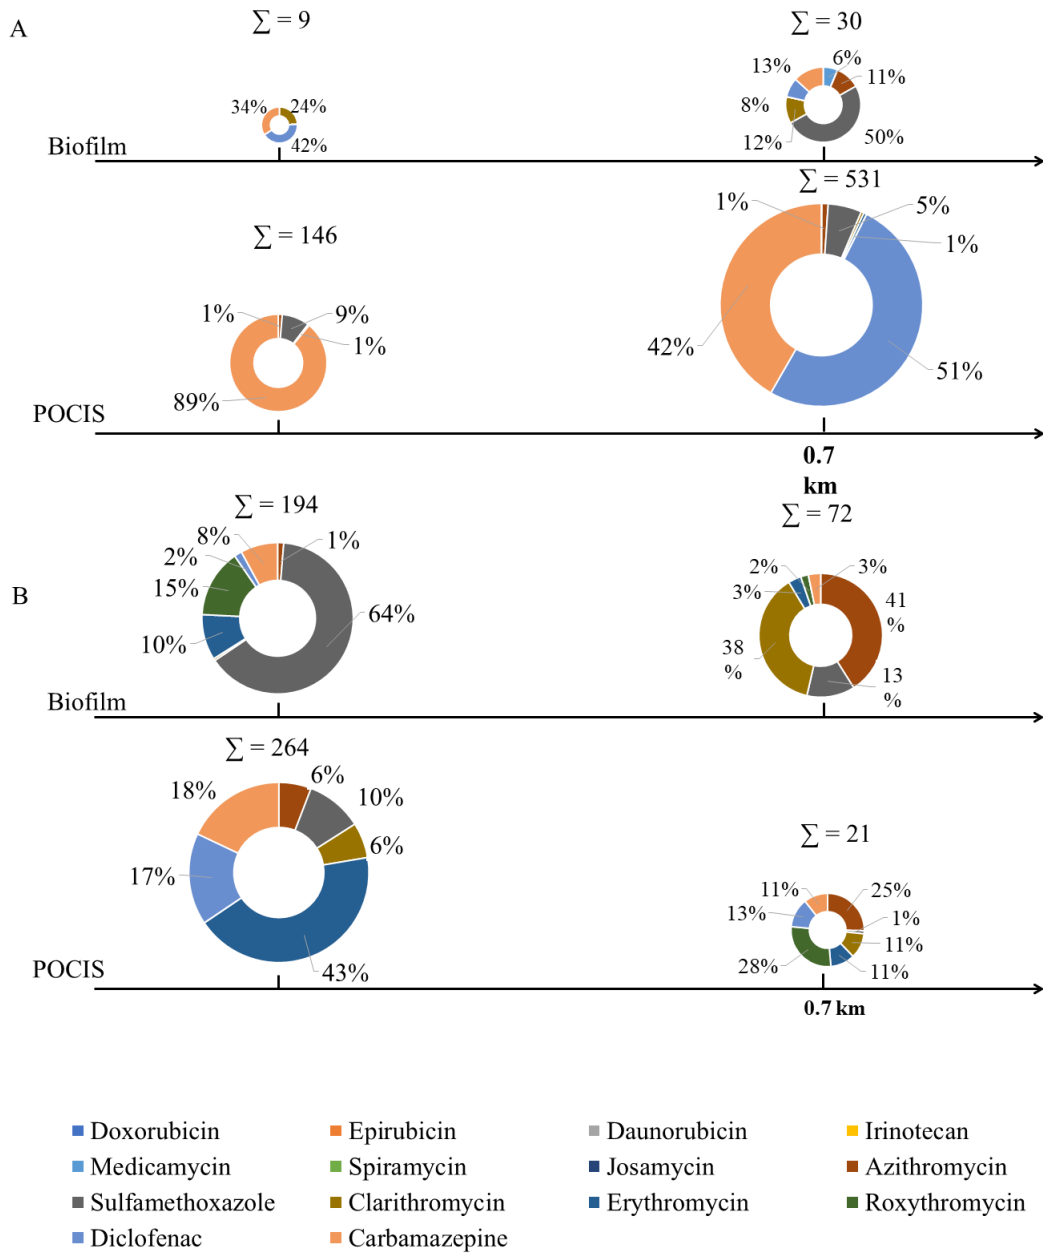 A
∑ = 9
∑ = 30
34%
24%
42%
13%
6%
11%
8%
12%
50%
Biofilm
∑ = 146
∑ = 531
1%
9%
1%
89%
1%
5%
1%
42%
51%
POCIS
0.7
km
B
∑ = 194
∑ = 72
8%
1%
2%
15%
10%
64%
2%
3%
3%
41
%
38
%
13
%
Biofilm
∑ = 264
∑ = 21
18%
6%
10%
6%
17%
43%
11%
25%
13%
1%
11%
28%
11%
POCIS
0.7 km
Doxorubicin Epirubicin Daunorubicin Irinotecan
Medicamycin Spiramycin Josamycin Azithromycin
Sulfamethoxazole Clarithromycin Erythromycin Roxythromycin
Diclofenac Carbamazepine